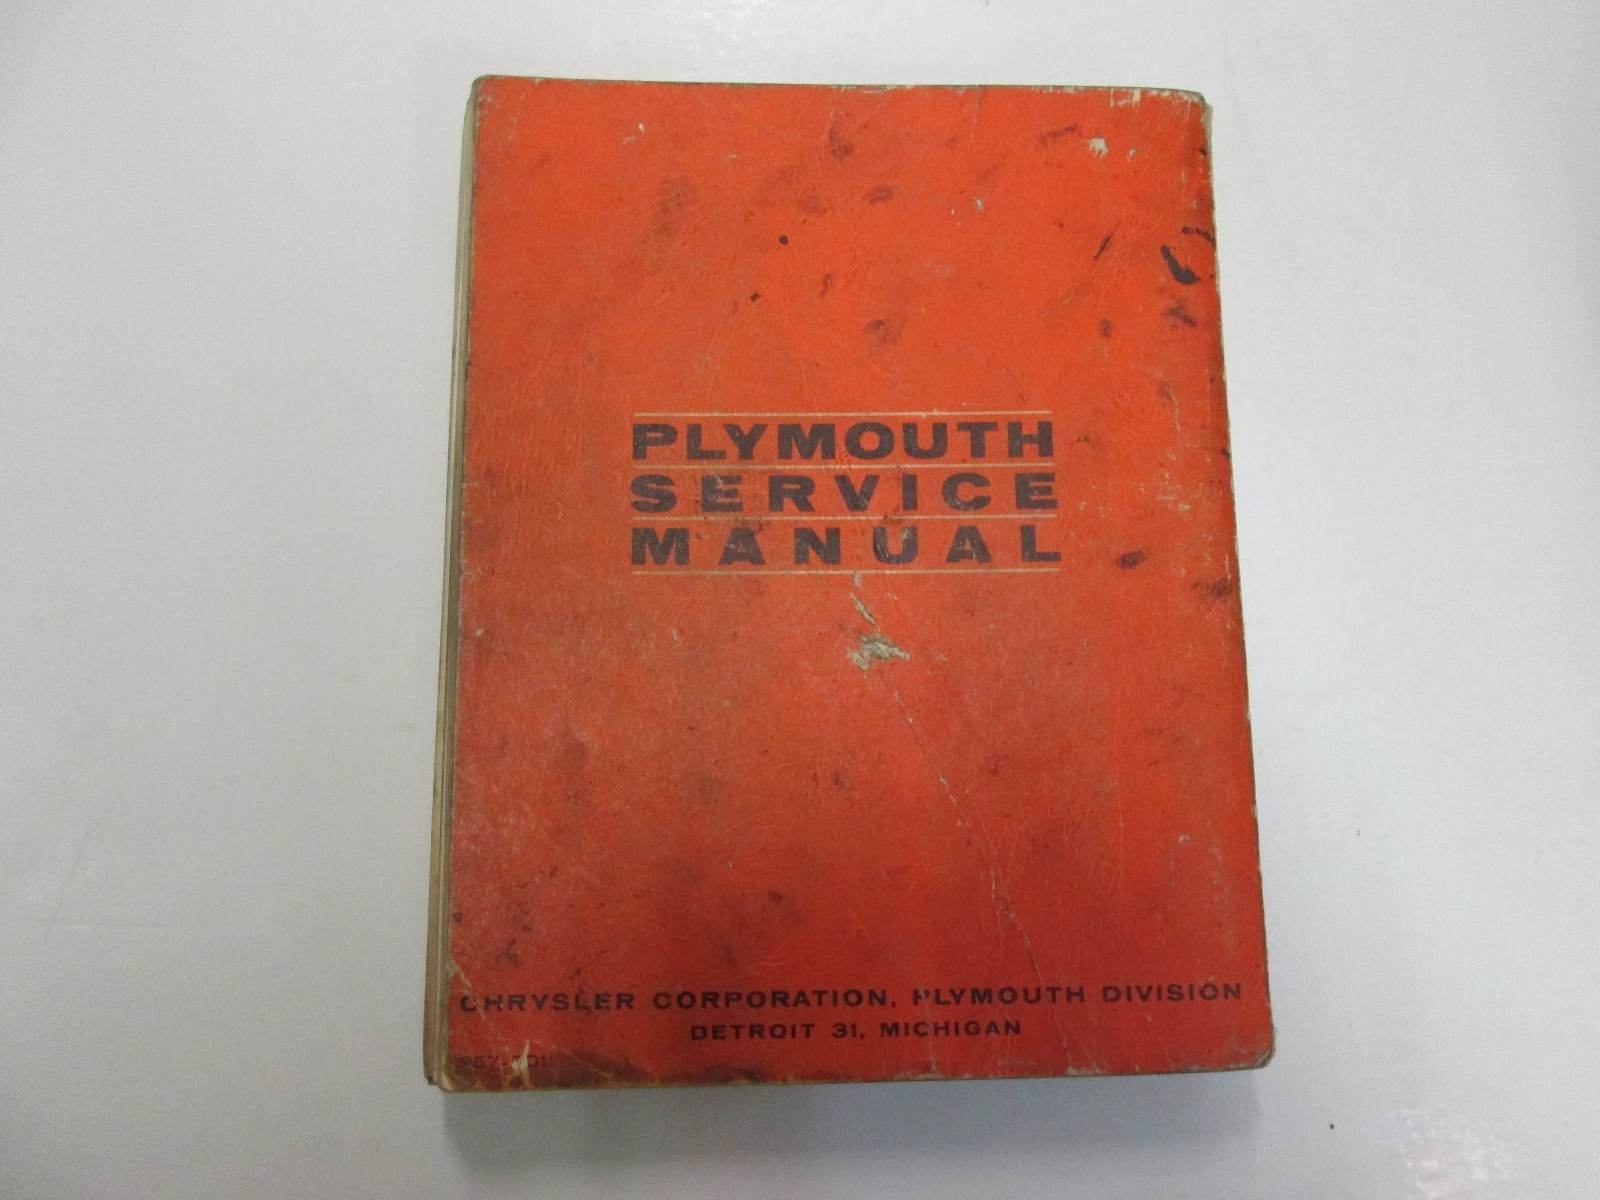 PLYMOUTH
SERVICE
MANUAL
CHRYSLER CORPORATION, PLYMOUTH DIVISION
DETROIT 31, MICHIGAN